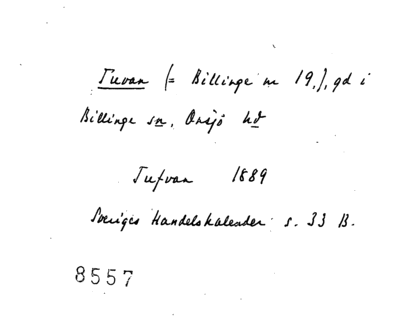 Tuvan (= Billinge nr 19,), gd i
Billinge sn, Onsjö hd
Tufvan 1889
Sveriges Handelskalender s. 33 B.
8557